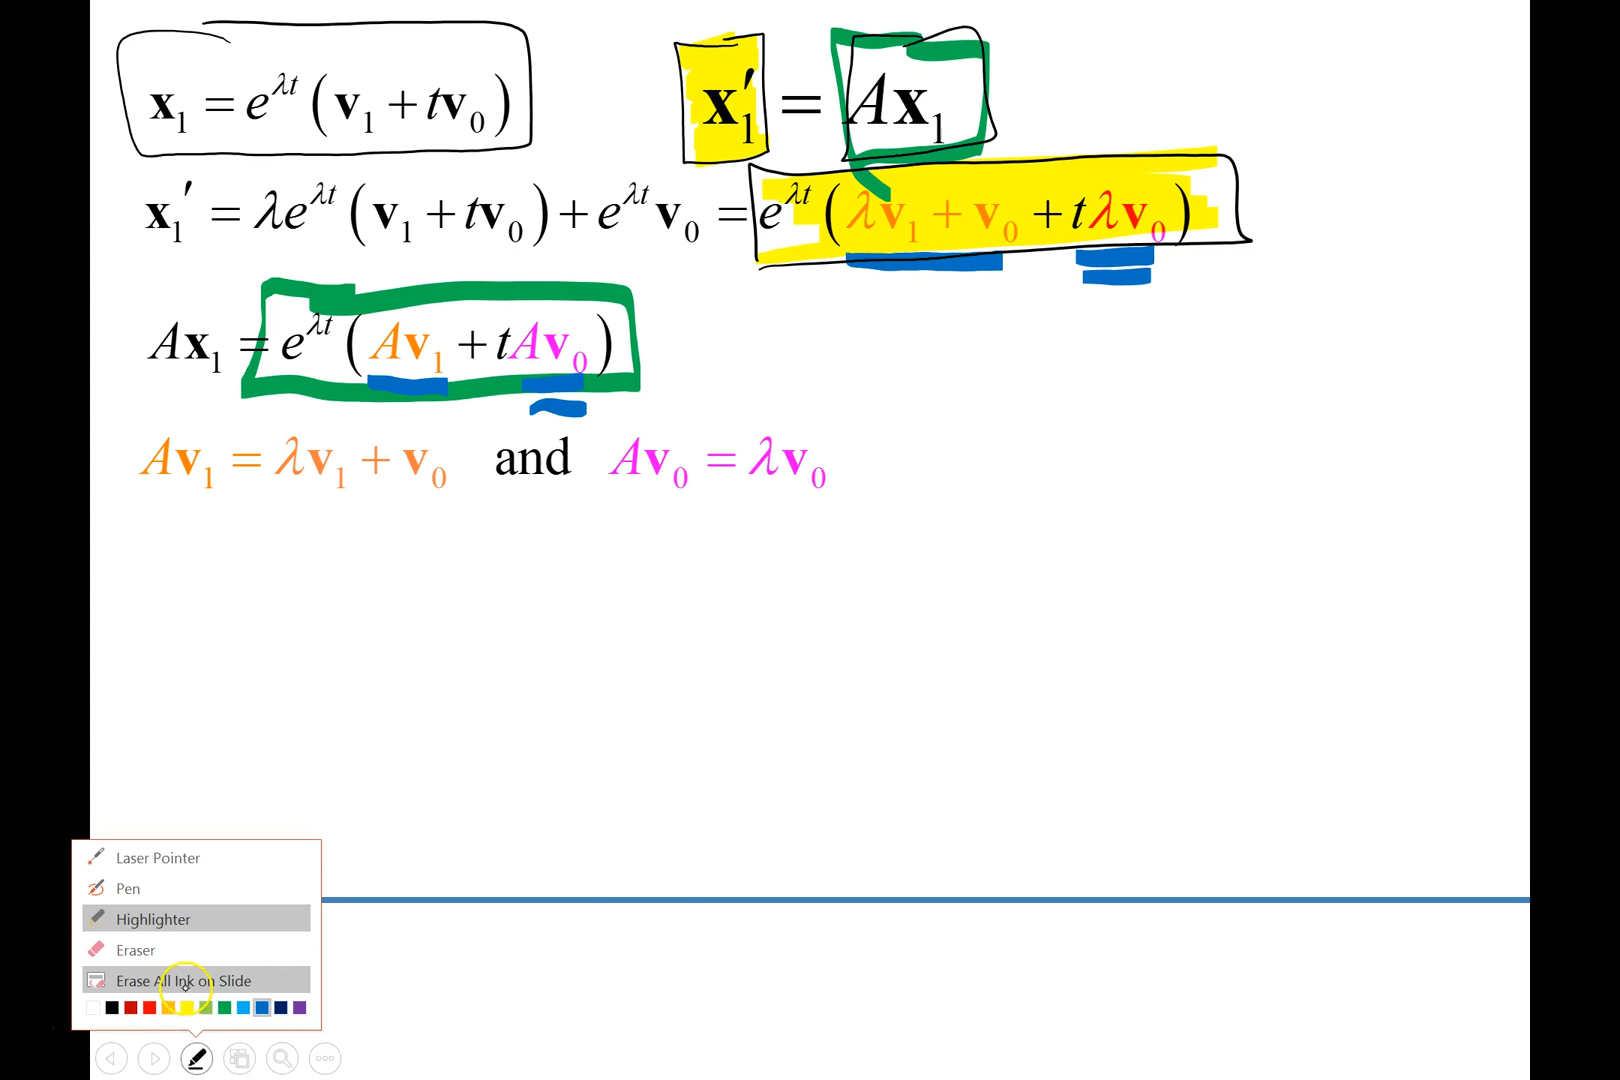 x₁ = e^{λt}(v₁ + tv₀)    x₁′ = Ax₁
x₁′ = λe^{λt}(v₁ + tv₀) + e^{λt}v₀ = e^{λt}(λv₁ + v₀ + tλv₀)
Ax₁ = e^{λt}(Av₁ + tAv₀)
Av₁ = λv₁ + v₀ and Av₀ = λv₀
Laser Pointer
Pen
Highlighter
Eraser
Erase All Ink on Slide